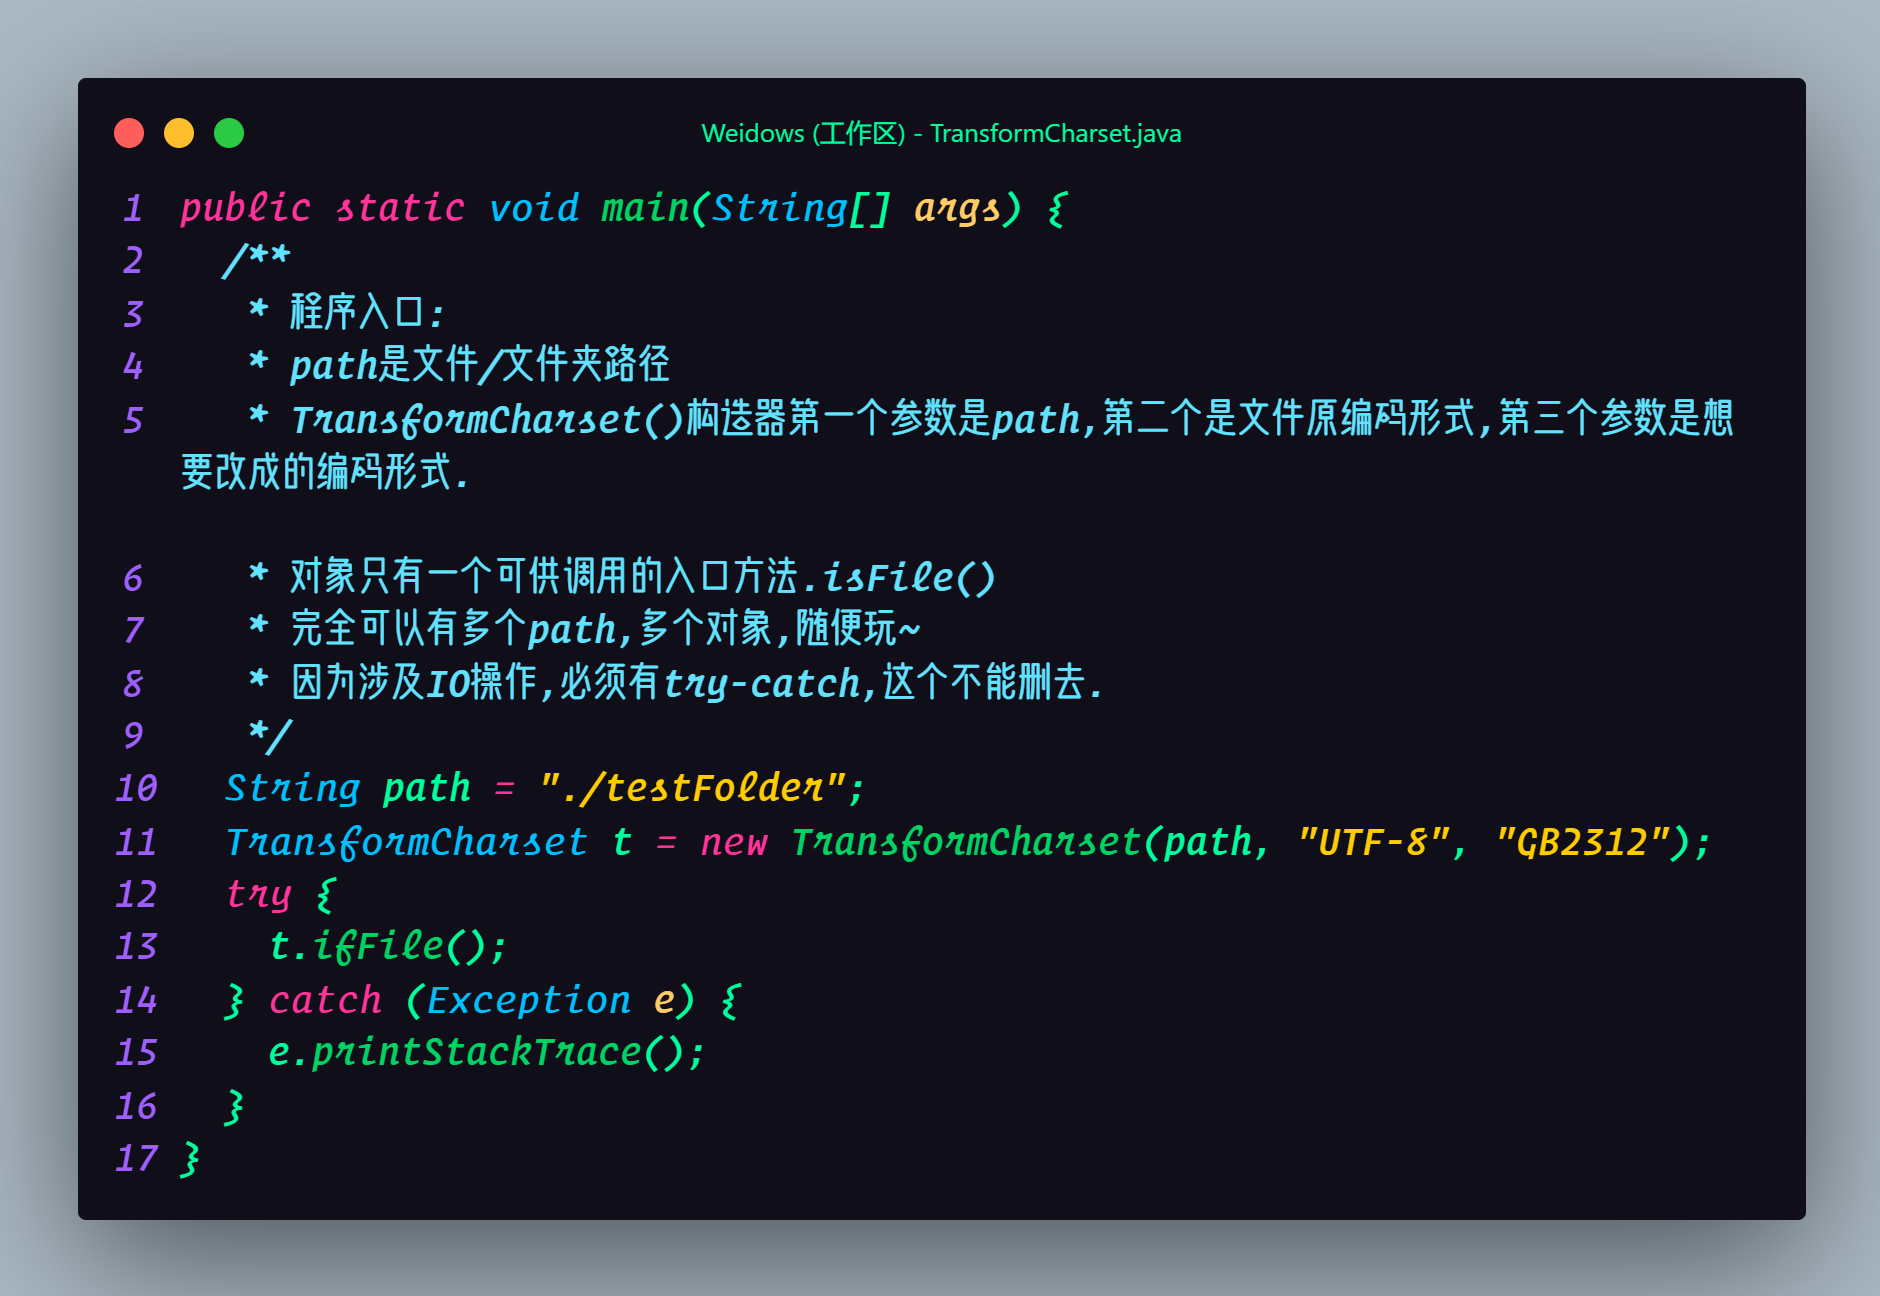 Weidows (工作区) - TransformCharset.java
1 public static void main(String[] args) {
2   /**
3    * 程序入口:
4    * path是文件/文件夹路径
5    * TransformCharset()构造器第一个参数是path,第二个是文件原编码形式,第三个参数是想
要改成的编码形式.
6    * 对象只有一个可供调用的入口方法.isFile()
7    * 完全可以有多个path,多个对象,随便玩~
8    * 因为涉及IO操作,必须有try-catch,这个不能删去.
9    */
10   String path = "./testFolder";
11   TransformCharset t = new TransformCharset(path, "UTF-8", "GB2312");
12   try {
13     t.ifFile();
14   } catch (Exception e) {
15     e.printStackTrace();
16   }
17 }